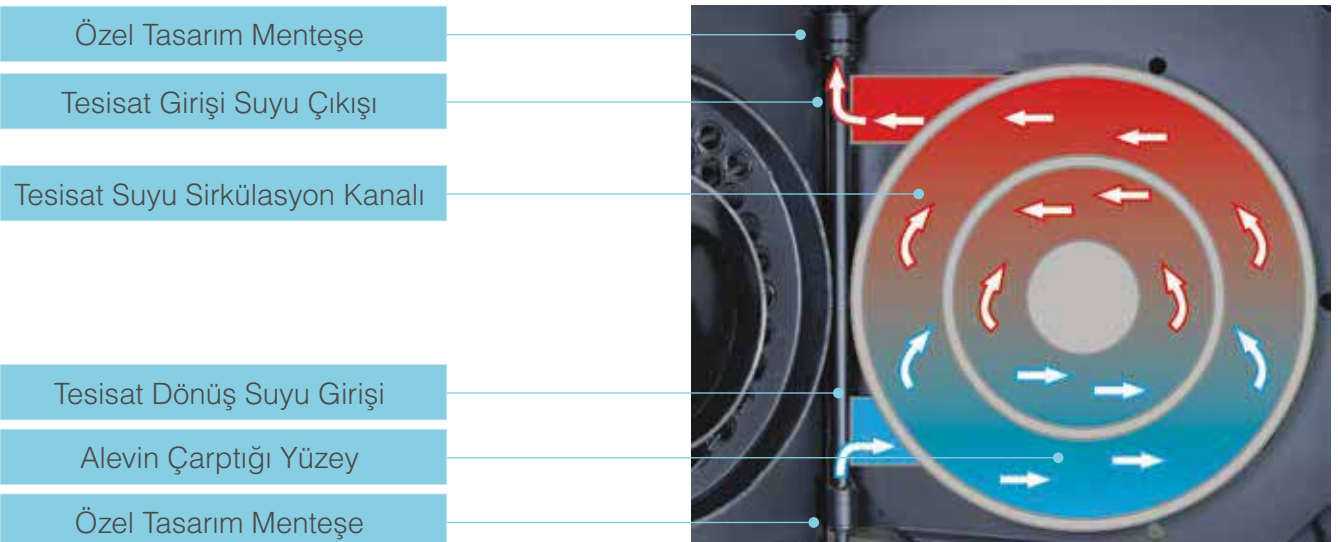 Özel Tasarım Menteşe
Tesisat Girişi Suyu Çıkışı
Tesisat Suyu Sirkülasyon Kanalı
Tesisat Dönüş Suyu Girişi
Alevin Çarptığı Yüzey
Özel Tasarım Menteşe